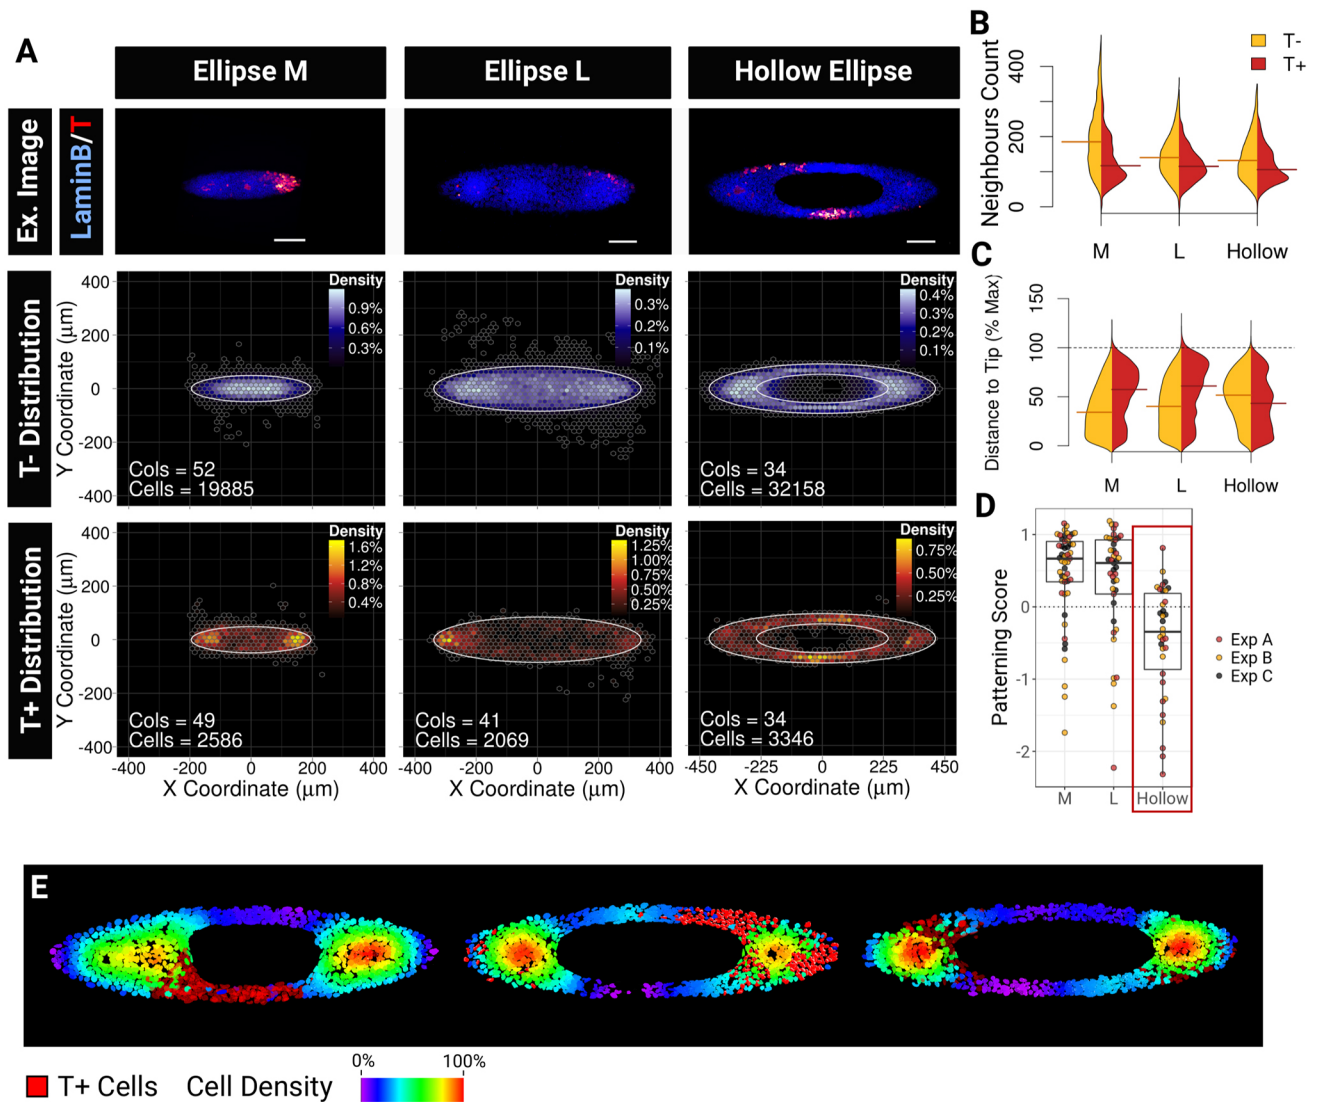 A
Ellipse M
Ellipse L
Hollow Ellipse
Ex. Image
LaminB/T
T- Distribution
Y Coordinate (μm)
400
200
0
-200
-400
Density
0.9%
0.6%
0.3%
Cols = 52
Cells = 19885
Density
0.3%
0.2%
0.1%
Density
0.4%
0.3%
0.2%
0.1%
Cols = 34
Cells = 32158
T+ Distribution
Y Coordinate (μm)
400
200
0
-200
-400
Density
1.6%
1.2%
0.8%
0.4%
Cols = 49
Cells = 2586
Density
1.25%
1.00%
0.75%
0.50%
0.25%
Cols = 41
Cells = 2069
Density
0.75%
0.50%
0.25%
Cols = 34
Cells = 3346
-400 -200 0 200 400
X Coordinate (μm)
-400 -200 0 200 400
X Coordinate (μm)
-450 -225 0 225 450
X Coordinate (μm)
B
Neighbours Count
400
200
0
T-
T+
M L Hollow
C
Distance to Tip (% Max)
150
100
50
0
M L Hollow
D
Patterning Score
1
0
-1
-2
M L Hollow
Exp A
Exp B
Exp C
E
T+ Cells
Cell Density
0% 100%